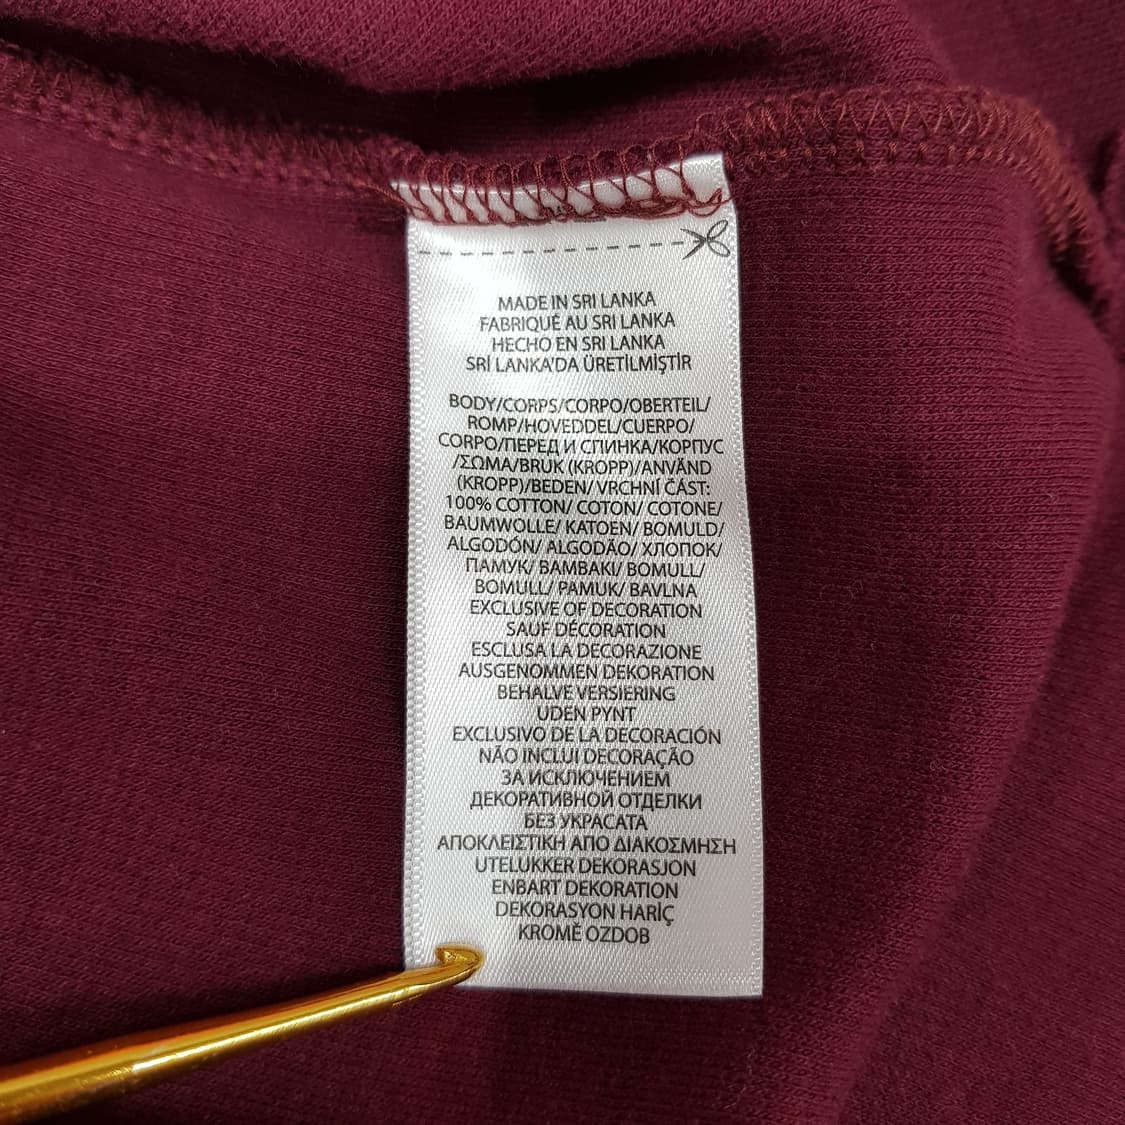 MADE IN SRI LANKA
FABRIQUÉ AU SRI LANKA
HECHO EN SRI LANKA
SRİ LANKA'DA ÜRETİLMİŞTİR
BODY/CORPS/CORPO/OBERTEIL/
ROMP/HOVEDDEL/CUERPO/
CORPO/ПЕРЕД И СПИНКА/КОРПУС
/ΣΩΜΑ/BRUK (KROPP)/ANVÄND
(KROPP)/BEDEN/ VRCHNÍ ČÁST:
100% COTTON/ COTON/ COTONE/
BAUMWOLLE/ KATOEN/ BOMULD/
ALGODÓN/ ALGODÃO/ ХЛОПОК/
ПАМУК/ BAMBAKI/ BOMULL/
BOMULL/ PAMUK/ BAVLNA
EXCLUSIVE OF DECORATION
SAUF DÉCORATION
ESCLUSA LA DECORAZIONE
AUSGENOMMEN DEKORATION
BEHALVE VERSIERING
UDEN PYNT
EXCLUSIVO DE LA DECORACIÓN
NÃO INCLUI DECORAÇÃO
ЗА ИСКЛЮЧЕНИЕМ
ДЕКОРАТИВНОЙ ОТДЕЛКИ
БЕЗ УКРАСАТА
ΑΠΟΚΛΕΙΣΤΙΚΗ ΑΠΟ ΔΙΑΚΟΣΜΗΣΗ
UTELUKKER DEKORASJON
ENBART DEKORATION
DEKORASYON HARİÇ
KROMĚ OZDOB